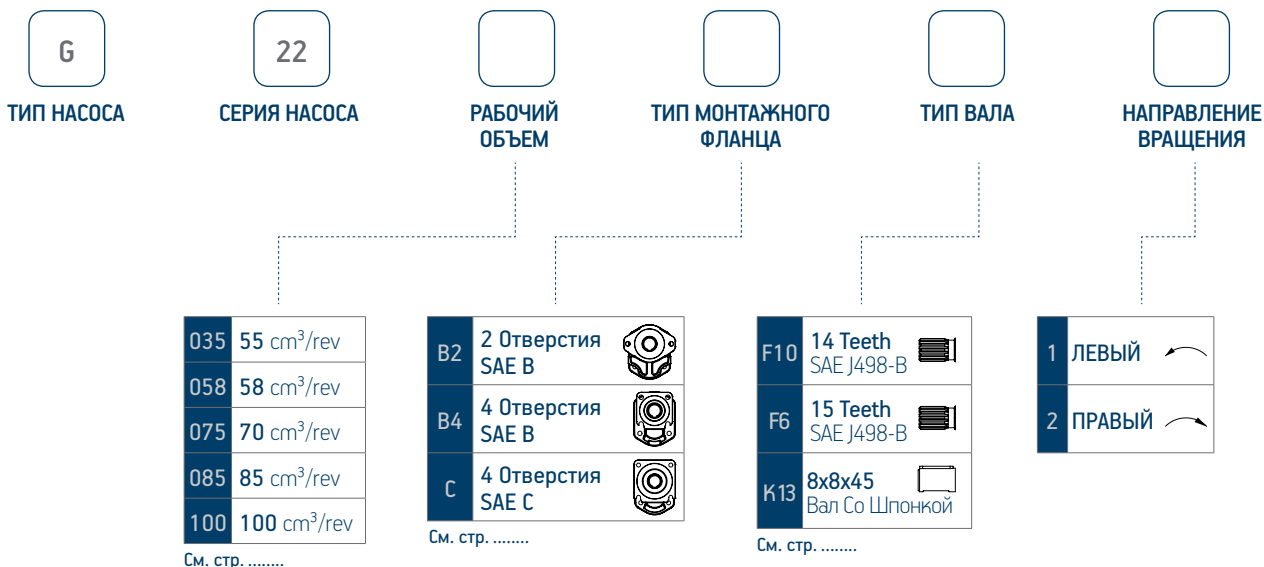 G
22
ТИП НАСОСА
СЕРИЯ НАСОСА
РАБОЧИЙ
ОБЪЕМ
ТИП МОНТАЖНОГО
ФЛАНЦА
ТИП ВАЛА
НАПРАВЛЕНИЕ
ВРАЩЕНИЯ
035 55 cm³/rev
058 58 cm³/rev
075 70 cm³/rev
085 85 cm³/rev
100 100 cm³/rev
См. стр. ........
B2 2 Отверстия
SAE B
B4 4 Отверстия
SAE B
C 4 Отверстия
SAE C
См. стр. ........
F10 14 Teeth
SAE J498-B
F6 15 Teeth
SAE J498-B
K13 8x8x45
Вал Со Шпонкой
См. стр. ........
1 ЛЕВЫЙ
2 ПРАВЫЙ